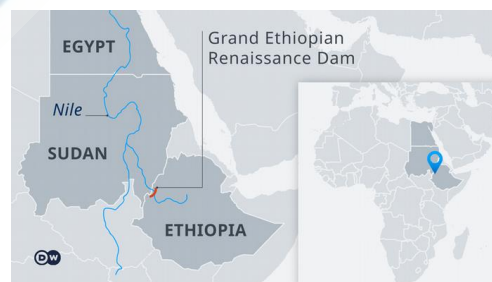 EGYPT
Grand Ethiopian
Renaissance Dam
Nile
SUDAN
ETHIOPIA
DW